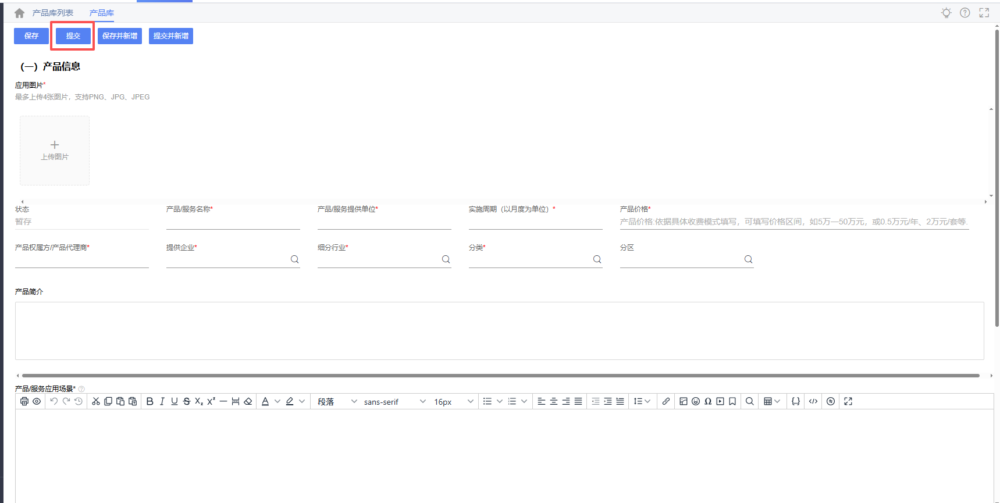 产品库列表 产品库
保存 提交 保存并新增 提交并新增
（一）产品信息
应用图片*
最多上传4张图片，支持PNG、JPG、JPEG
上传图片
状态 产品/服务名称* 产品/服务提供单位* 实施周期（以月度为单位）* 产品价格*
暂存 产品价格:依据具体收费模式填写，可填写价格区间，如5万—50万元，或0.5万元/年、2万元/套等.
产品权属方/产品代理商* 提供企业* 细分行业* 分类* 分区
产品简介
产品/服务应用场景*
段落 sans-serif 16px